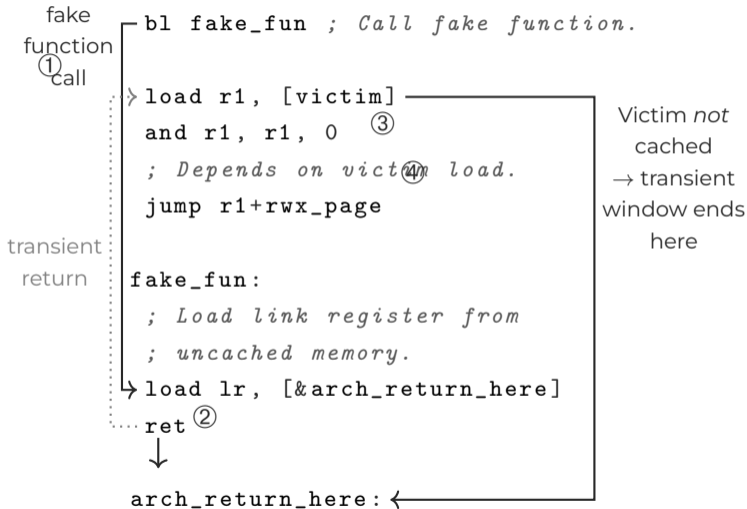 fake
function
①
call
bl fake_fun ; Call fake function.
load r1, [victim]
and r1, r1, 0 ③
; Depends on victim load.
④
jump r1+rwx_page
transient
return
fake_fun:
; Load link register from
; uncached memory.
load lr, [&arch_return_here]
ret ②
arch_return_here:
Victim not
cached
→ transient
window ends
here